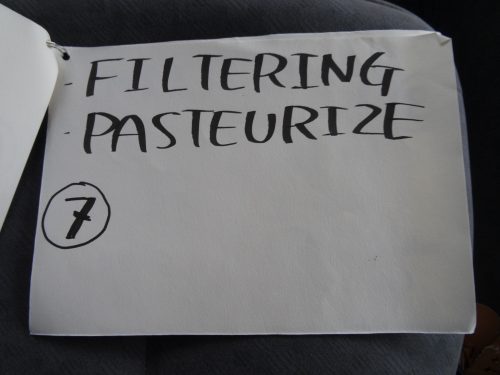 - FILTERING
- PASTEURIZE
7